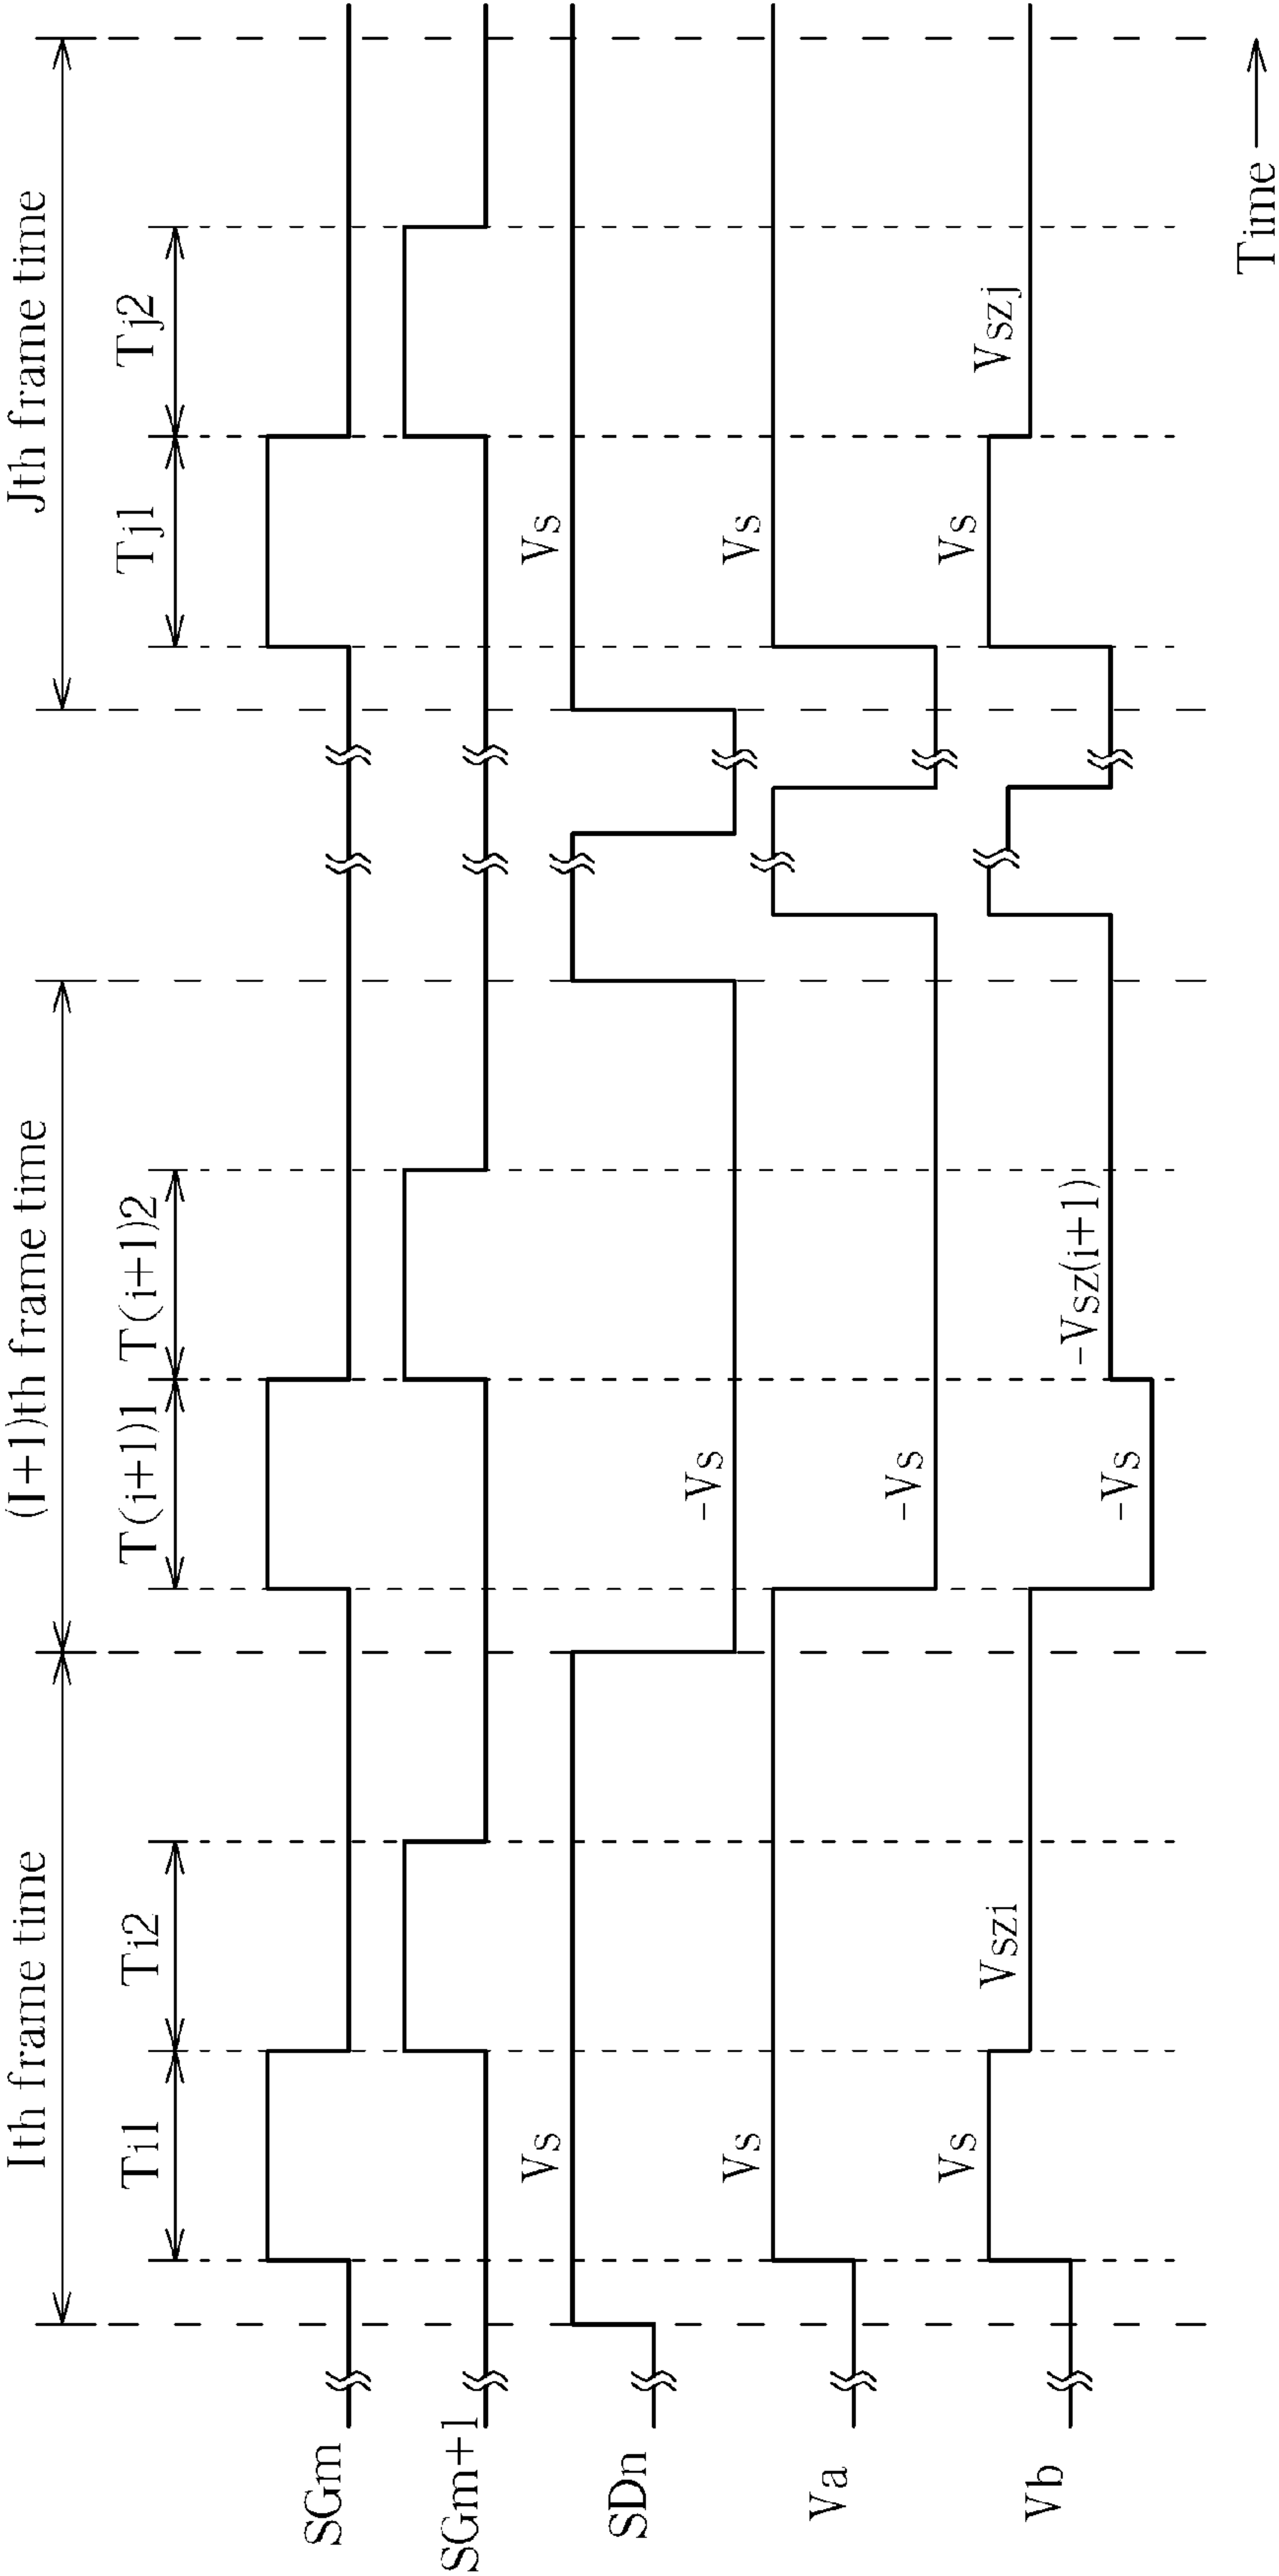 Ith frame time
(I+1)th frame time
Jth frame time
Ti1
Ti2
T(i+1)1
T(i+1)2
Tj1
Tj2
SGm
SGm+1
SDn
Vs
-Vs
Vs
Va
Vs
-Vs
Vs
Vb
Vs
Vszi
-Vs
-Vsz(i+1)
Vs
Vszj
Time